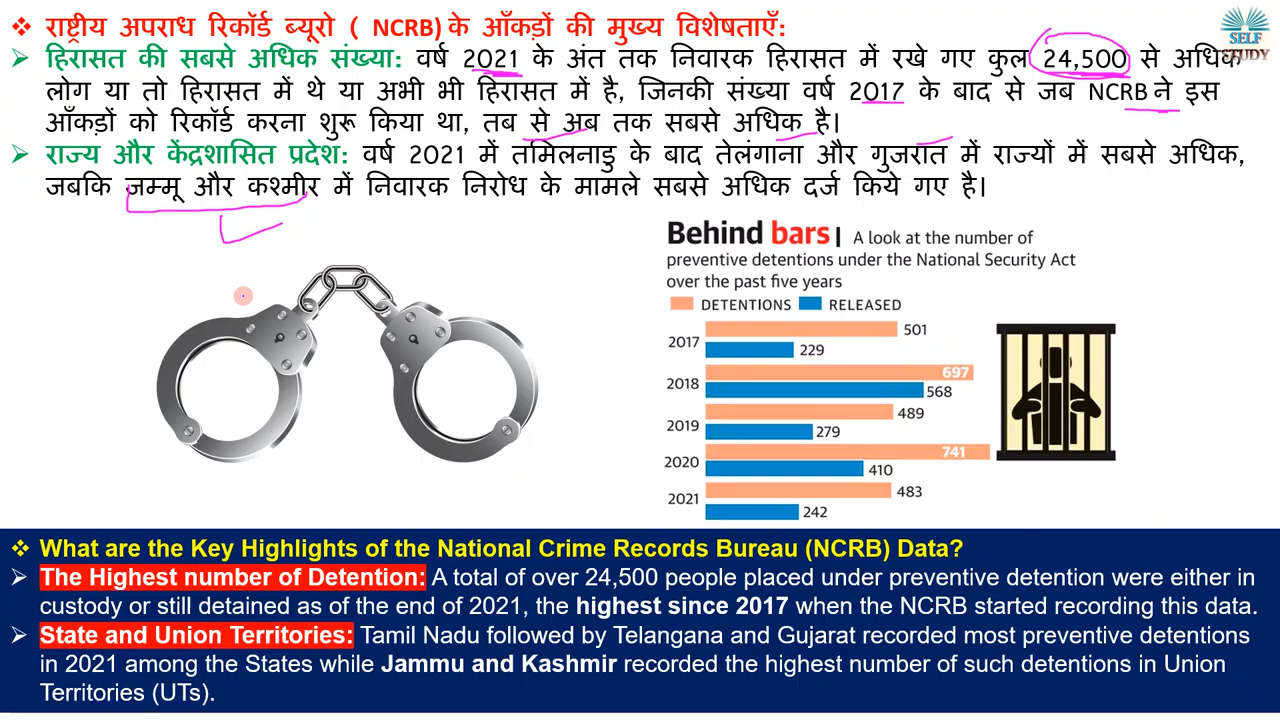 ❖ राष्ट्रीय अपराध रिकॉर्ड ब्यूरो ( NCRB) के आँकड़ों की मुख्य विशेषताएँ:
SELF
STUDY
➢ हिरासत की सबसे अधिक संख्या: वर्ष 2021 के अंत तक निवारक हिरासत में रखे गए कुल 24,500 से अधिक
लोग या तो हिरासत में थे या अभी भी हिरासत में है, जिनकी संख्या वर्ष 2017 के बाद से जब NCRB ने इस
आँकड़ों को रिकॉर्ड करना शुरू किया था, तब से अब तक सबसे अधिक है।
➢ राज्य और केंद्रशासित प्रदेश: वर्ष 2021 में तमिलनाडु के बाद तेलंगाना और गुजरात में राज्यों में सबसे अधिक,
जबकि जम्मू और कश्मीर में निवारक निरोध के मामले सबसे अधिक दर्ज किये गए है।
Behind bars | A look at the number of
preventive detentions under the National Security Act
over the past five years
DETENTIONS RELEASED
2017 501
229
2018 697
568
2019 489
279
2020 741
410
2021 483
242
❖ What are the Key Highlights of the National Crime Records Bureau (NCRB) Data?
➢ The Highest number of Detention: A total of over 24,500 people placed under preventive detention were either in
custody or still detained as of the end of 2021, the highest since 2017 when the NCRB started recording this data.
➢ State and Union Territories: Tamil Nadu followed by Telangana and Gujarat recorded most preventive detentions
in 2021 among the States while Jammu and Kashmir recorded the highest number of such detentions in Union
Territories (UTs).